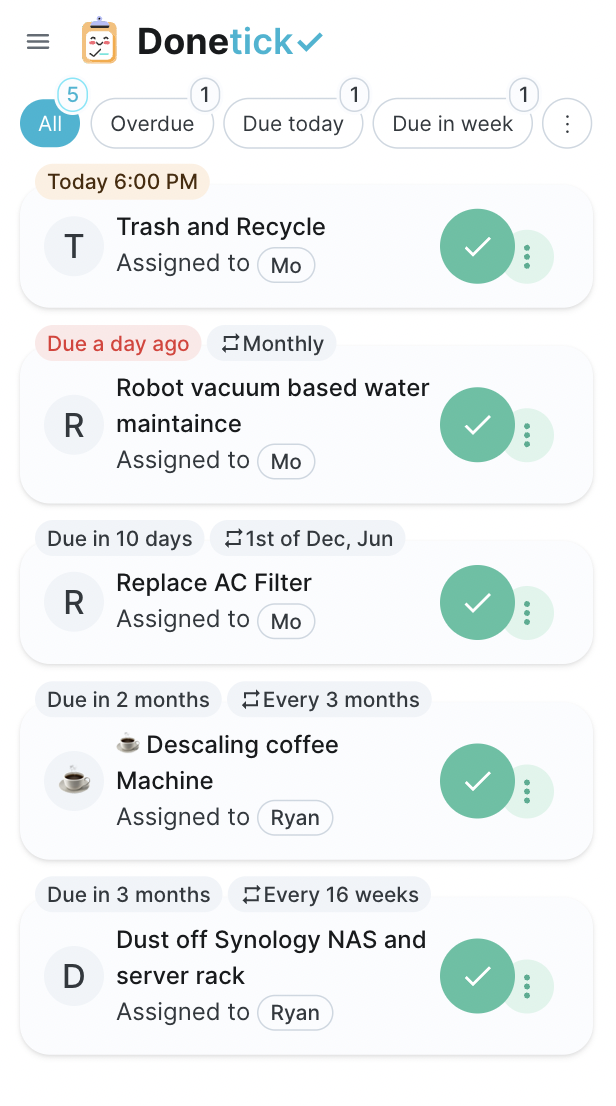 Donetick
5
1
1
1
All
Overdue
Due today
Due in week
Today 6:00 PM
T
Trash and Recycle
Assigned to Mo
Due a day ago
Monthly
R
Robot vacuum based water
maintaince
Assigned to Mo
Due in 10 days
1st of Dec, Jun
R
Replace AC Filter
Assigned to Mo
Due in 2 months
Every 3 months
☕ Descaling coffee
Machine
Assigned to Ryan
Due in 3 months
Every 16 weeks
D
Dust off Synology NAS and
server rack
Assigned to Ryan